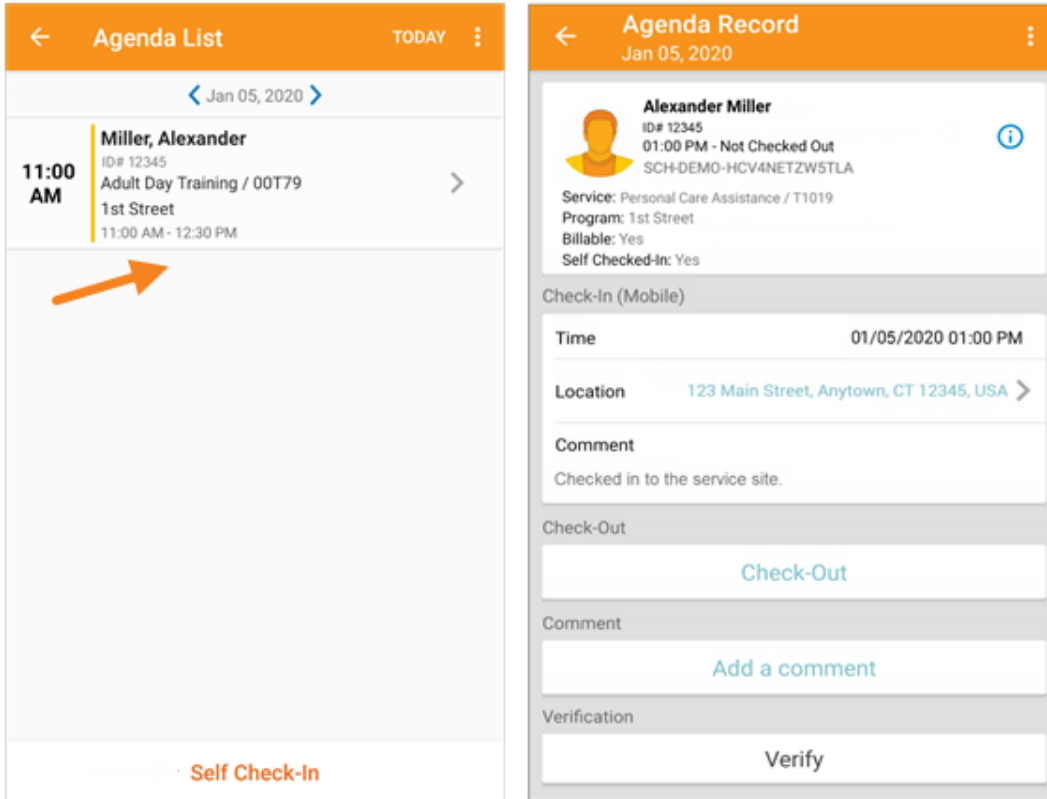 Agenda List TODAY
Jan 05, 2020
11:00 AM
Miller, Alexander
ID# 12345
Adult Day Training / 00T79
1st Street
11:00 AM - 12:30 PM
Self Check-In
Agenda Record
Jan 05, 2020
Alexander Miller
ID# 12345
01:00 PM - Not Checked Out
SCH-DEMO-HCV4NETZW5TLA
Service: Personal Care Assistance / T1019
Program: 1st Street
Billable: Yes
Self Checked-In: Yes
Check-In (Mobile)
Time 01/05/2020 01:00 PM
Location 123 Main Street, Anytown, CT 12345, USA
Comment
Checked in to the service site.
Check-Out
Check-Out
Comment
Add a comment
Verification
Verify